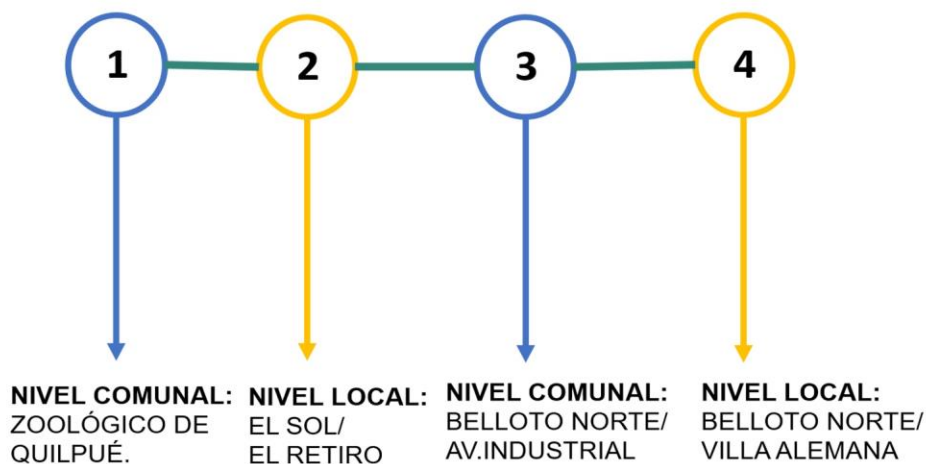 1
2
3
4
NIVEL COMUNAL:
ZOOLÓGICO DE
QUILPUÉ.
NIVEL LOCAL:
EL SOL/
EL RETIRO
NIVEL COMUNAL:
BELLOTO NORTE/
AV.INDUSTRIAL
NIVEL LOCAL:
BELLOTO NORTE/
VILLA ALEMANA